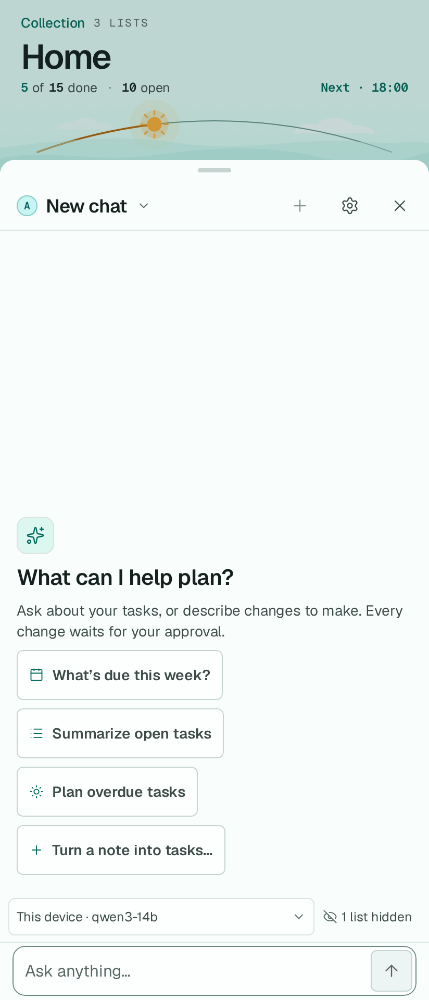 Collection 3 LISTS
Home
5 of 15 done · 10 open
Next · 18:00
A New chat
What can I help plan?
Ask about your tasks, or describe changes to make. Every
change waits for your approval.
What's due this week?
Summarize open tasks
Plan overdue tasks
Turn a note into tasks…
This device · qwen3-14b
1 list hidden
Ask anything…